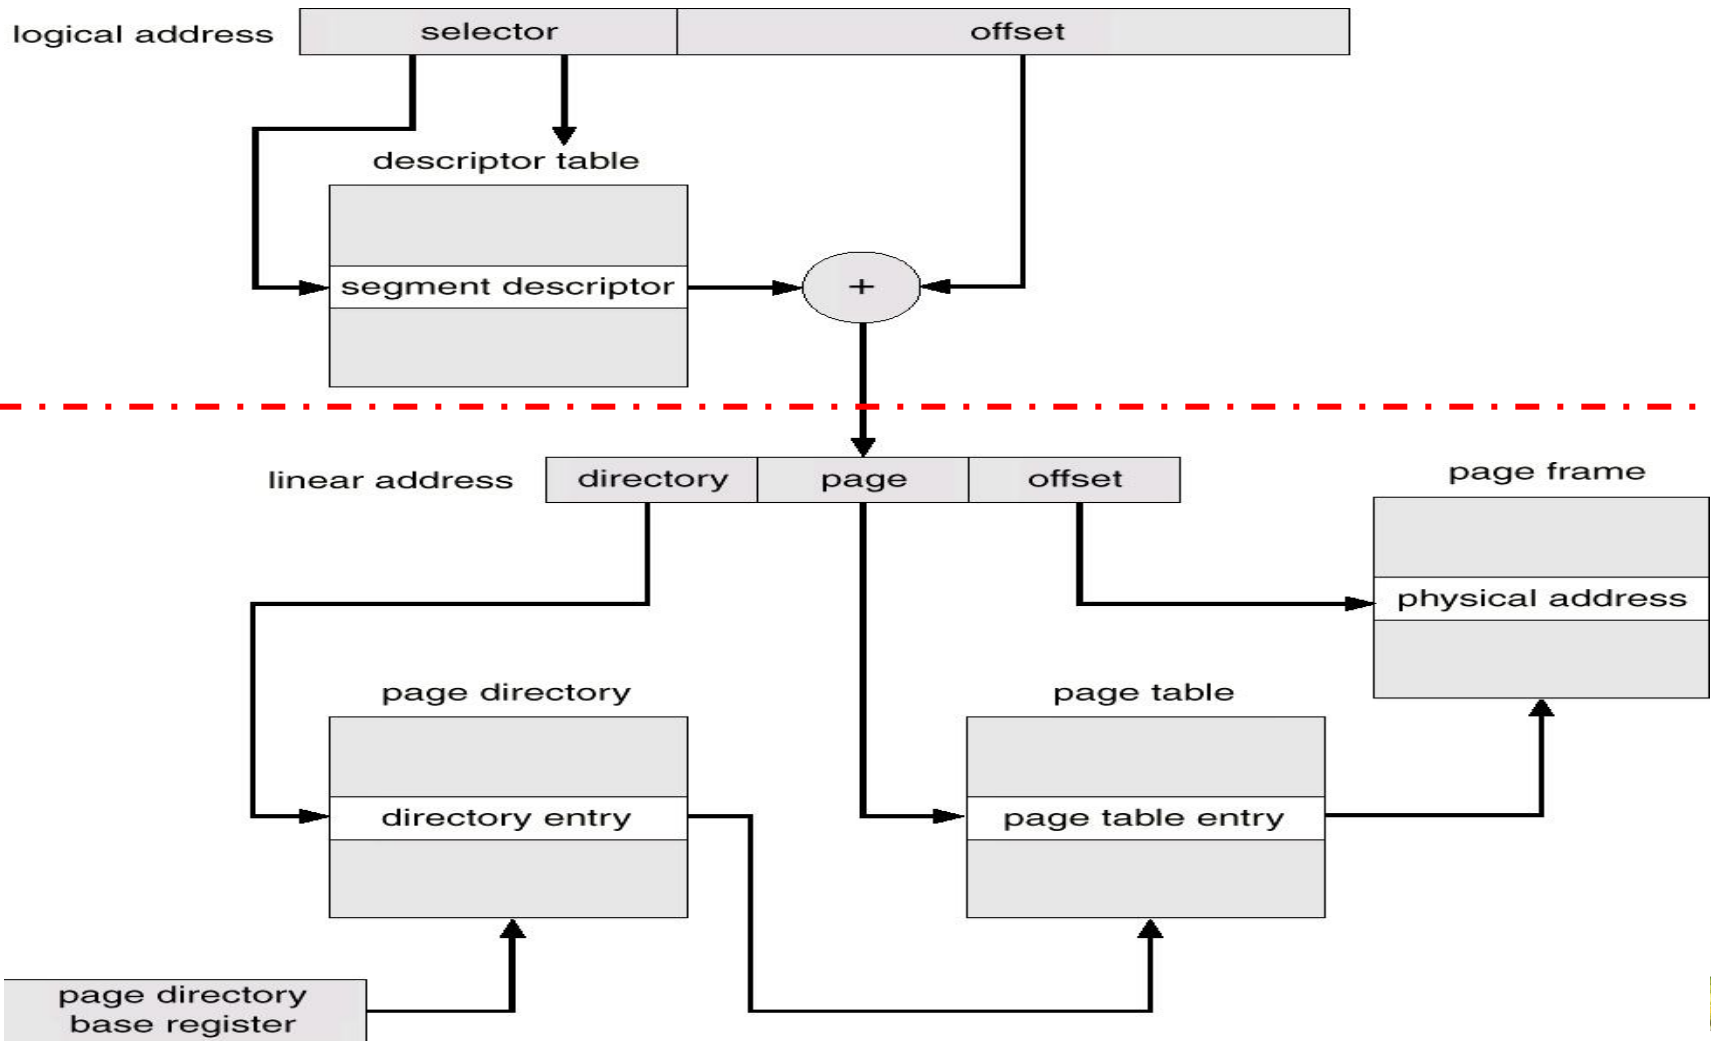 logical address
selector
offset
descriptor table
segment descriptor
+
linear address
directory
page
offset
page frame
physical address
page directory
page table
directory entry
page table entry
page directory
base register